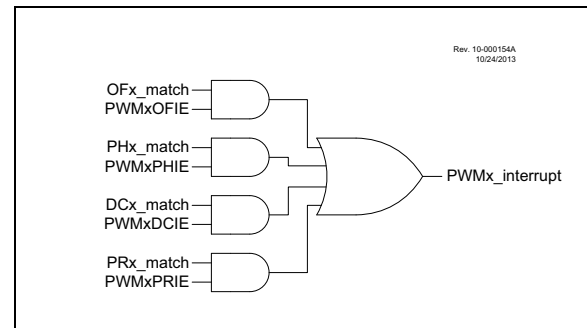 Rev. 10-000154A
10/24/2013
OFx_match
PWMxOFIE
PHx_match
PWMxPHIE
PWMx_interrupt
DCx_match
PWMxDCIE
PRx_match
PWMxPRIE